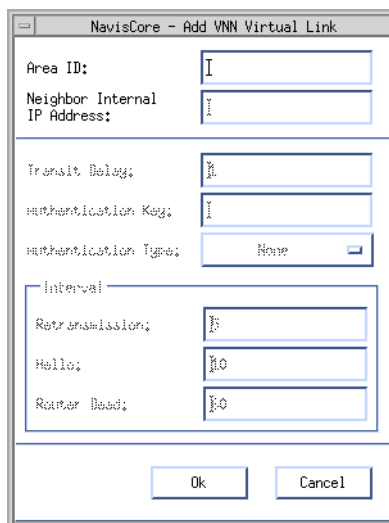 NavisCore - Add VNN Virtual Link
Area ID:
Neighbor Internal
IP Address:
Transit Delay: 1
Authentication Key:
Authentication Type: None
Interval
Retransmission: 5
Hello: 10
Router Dead:
Ok Cancel